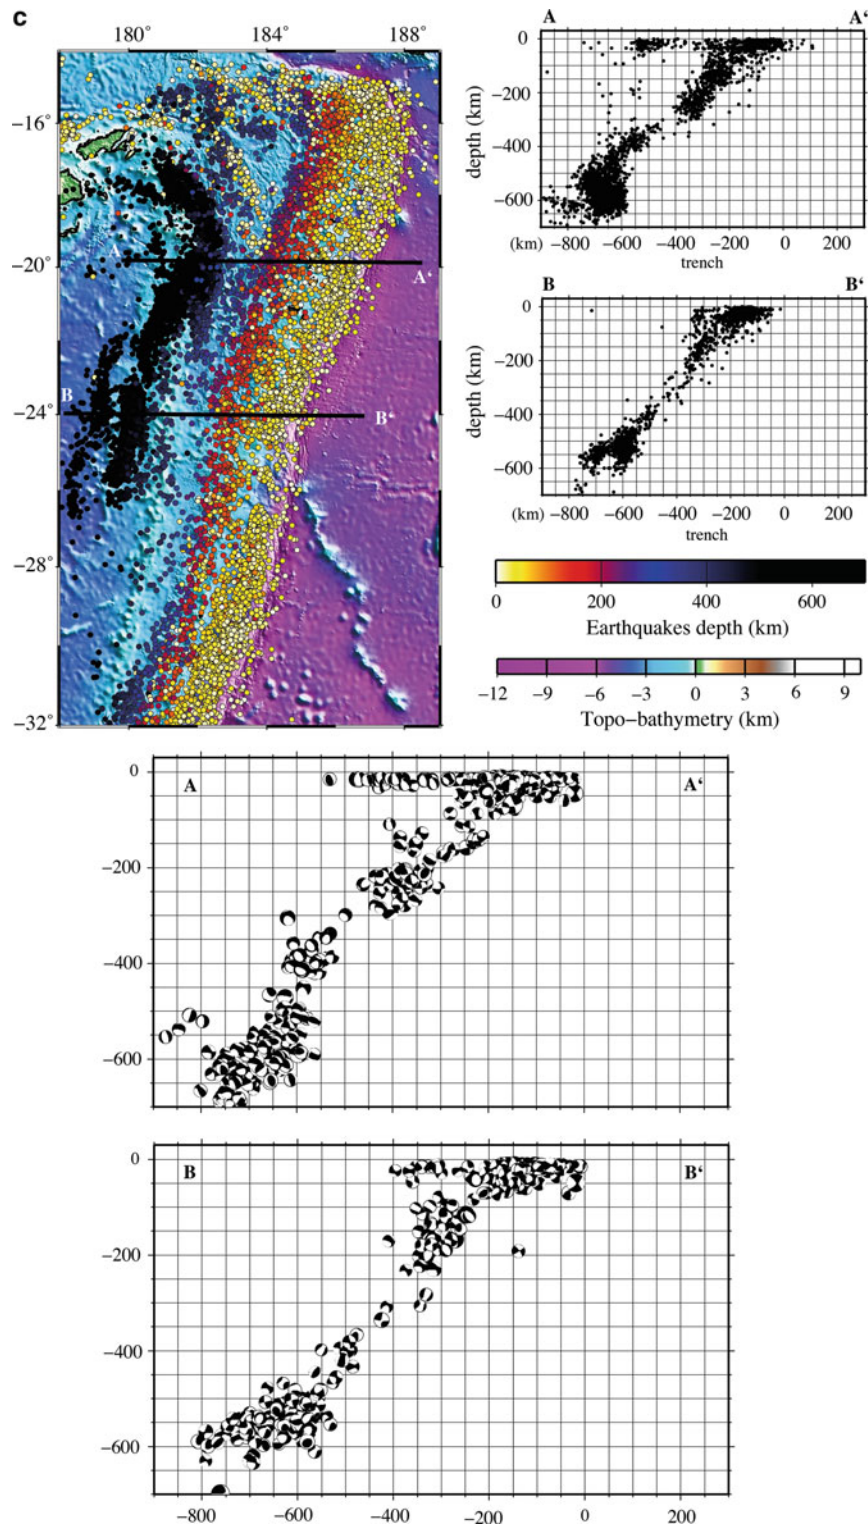 c
180° 184° 188°
−16°
−20°
−24°
−28°
−32°
A A‘
B B‘
A A‘
0
−200
−400
−600
depth (km)
(km) −800 −600 −400 −200 0 200
trench
B B‘
0
−200
−400
−600
depth (km)
(km) −800 −600 −400 −200 0 200
trench
0 200 400 600
Earthquakes depth (km)
−12 −9 −6 −3 0 3 6 9
Topo−bathymetry (km)
A A‘
0
−200
−400
−600
B B‘
0
−200
−400
−600
−800 −600 −400 −200 0 200